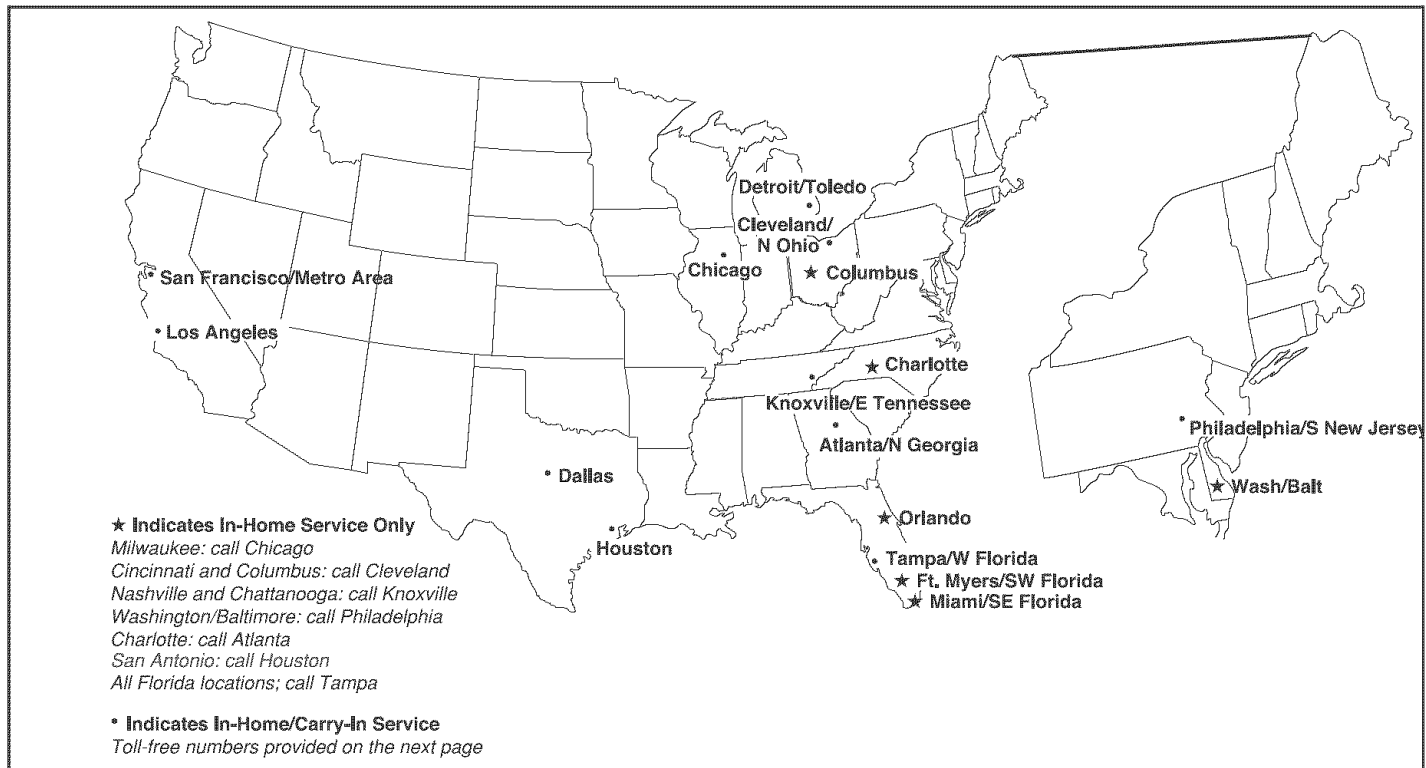 Detroit/Toledo
Cleveland/
N Ohio
Chicago
★ Columbus
• San Francisco/Metro Area
• Los Angeles
★ Charlotte
Knoxville/E Tennessee
Atlanta/N Georgia
• Philadelphia/S New Jersey
• Dallas
★ Wash/Balt
★ Orlando
Houston
• Tampa/W Florida
★ Ft. Myers/SW Florida
★ Miami/SE Florida
★ Indicates In-Home Service Only
Milwaukee: call Chicago
Cincinnati and Columbus: call Cleveland
Nashville and Chattanooga: call Knoxville
Washington/Baltimore: call Philadelphia
Charlotte: call Atlanta
San Antonio: call Houston
All Florida locations; call Tampa
• Indicates In-Home/Carry-In Service
Toll-free numbers provided on the next page